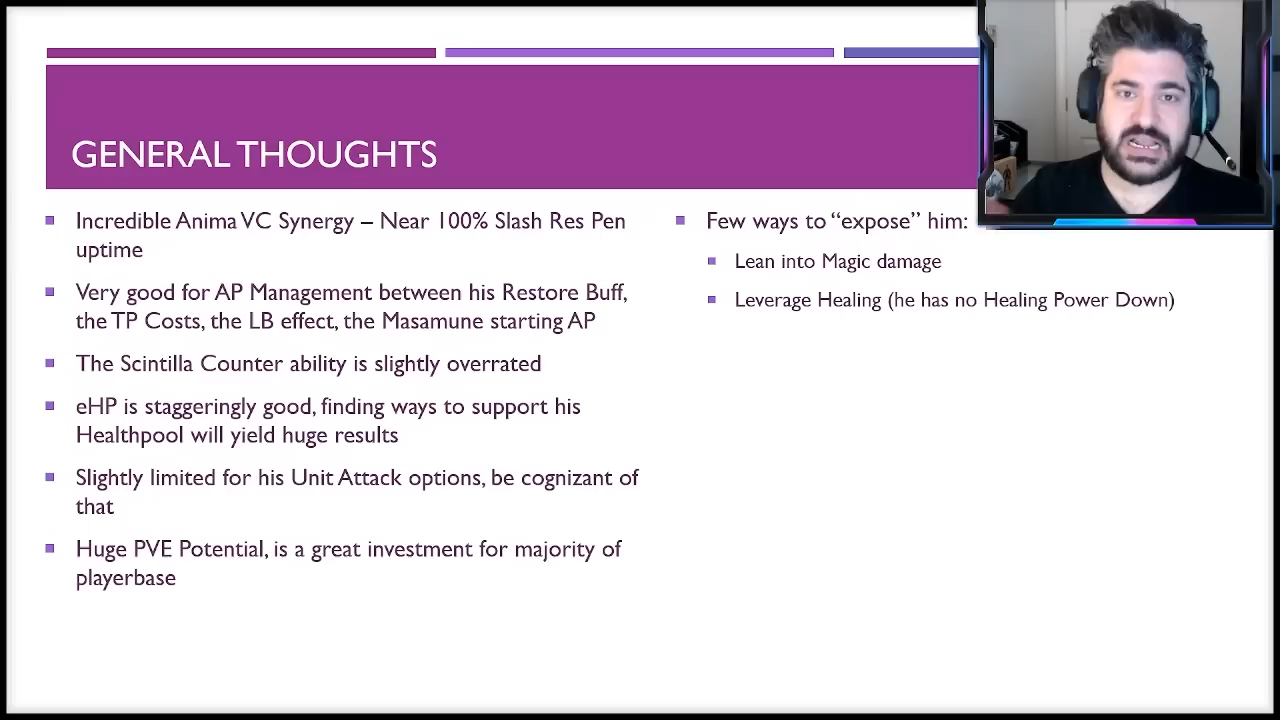 GENERAL THOUGHTS
Incredible Anima VC Synergy – Near 100% Slash Res Pen
uptime
Very good for AP Management between his Restore Buff,
the TP Costs, the LB effect, the Masamune starting AP
The Scintilla Counter ability is slightly overrated
eHP is staggeringly good, finding ways to support his
Healthpool will yield huge results
Slightly limited for his Unit Attack options, be cognizant of
that
Huge PVE Potential, is a great investment for majority of
playerbase
Few ways to “expose” him:
Lean into Magic damage
Leverage Healing (he has no Healing Power Down)